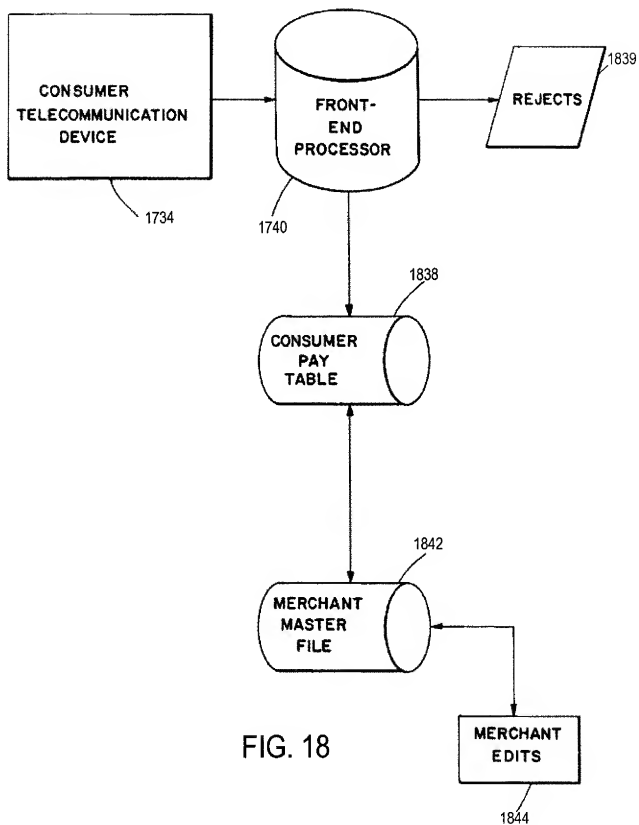 CONSUMER
TELECOMMUNICATION
DEVICE
1734
FRONT-
END
PROCESSOR
1740
REJECTS
1839
CONSUMER
PAY
TABLE
1838
MERCHANT
MASTER
FILE
1842
MERCHANT
EDITS
1844
FIG. 18